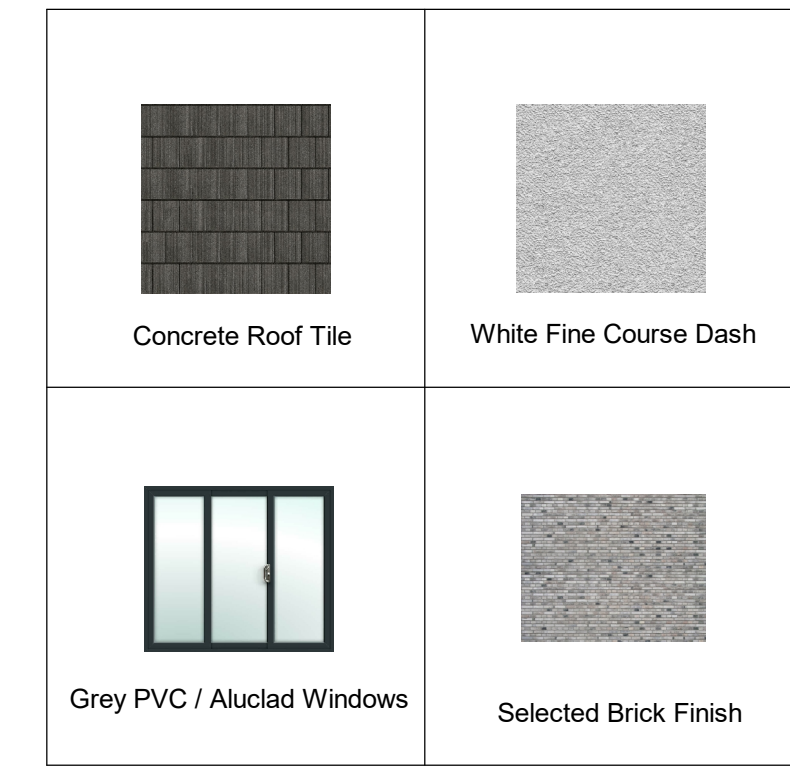 Concrete Roof Tile
White Fine Course Dash
Grey PVC / Aluclad Windows
Selected Brick Finish